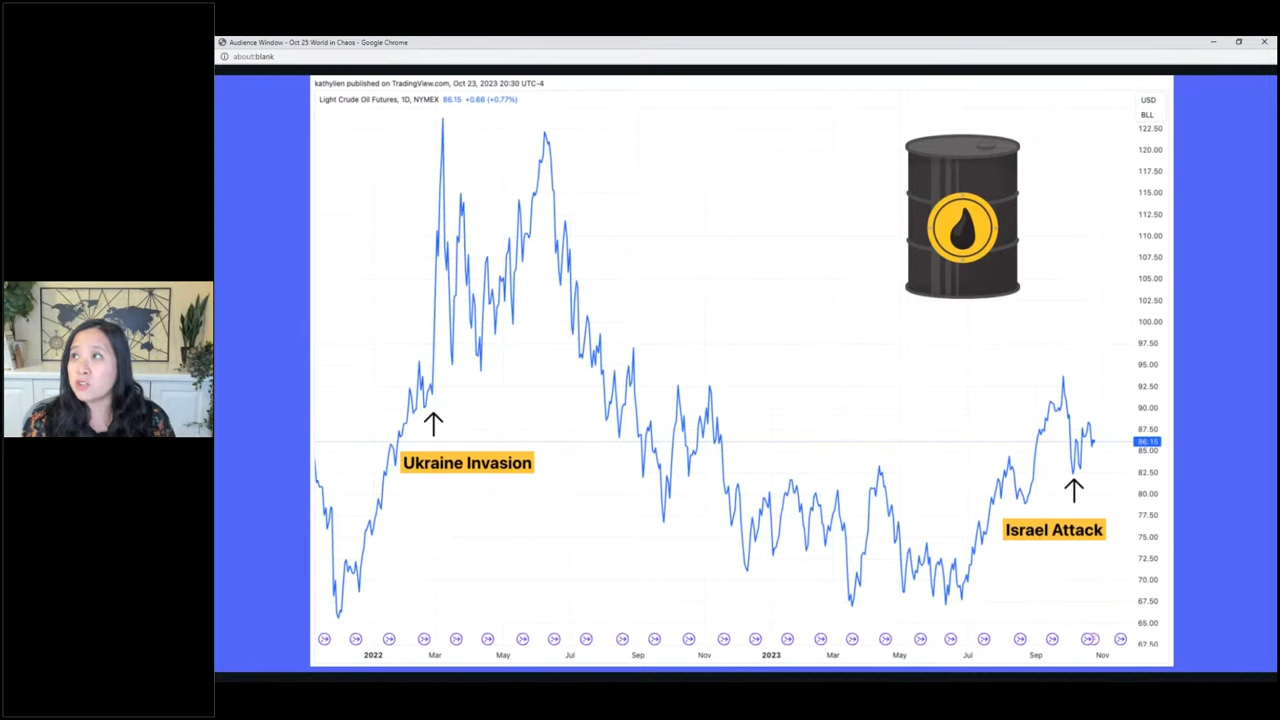 Audience Window - Oct 25 World in Chaos - Google Chrome
about:blank
kathylien published on TradingView.com, Oct 23, 2023 20:30 UTC-4
Light Crude Oil Futures, 1D, NYMEX 86.15 +0.66 (+0.77%)
USD
BLL
122.50
120.00
117.50
115.00
112.50
110.00
107.50
105.00
102.50
100.00
97.50
95.00
92.50
90.00
87.50
86.15
85.00
82.50
80.00
77.50
75.00
72.50
70.00
67.50
65.00
62.50
Ukraine Invasion
Israel Attack
2022 Mar May Jul Sep Nov 2023 Mar May Jul Sep Nov